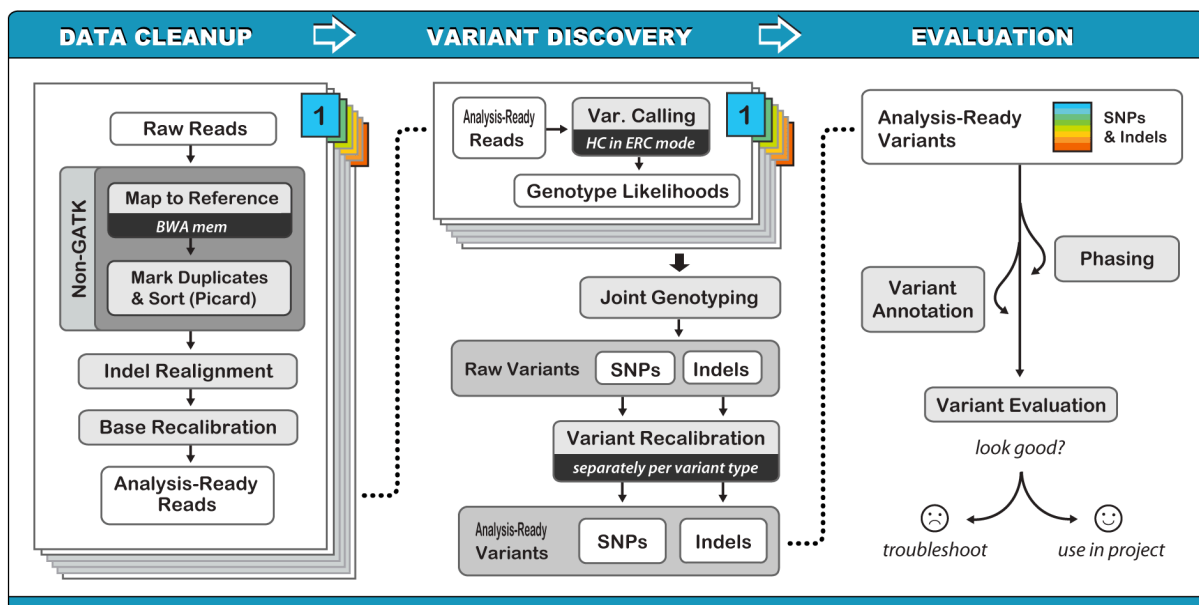 DATA CLEANUP
VARIANT DISCOVERY
EVALUATION
1
Raw Reads
Non-GATK
Map to Reference
BWA mem
Mark Duplicates
& Sort (Picard)
Indel Realignment
Base Recalibration
Analysis-Ready
Reads
1
Analysis-Ready
Reads
Var. Calling
HC in ERC mode
Genotype Likelihoods
Joint Genotyping
Raw Variants
SNPs
Indels
Variant Recalibration
separately per variant type
Analysis-Ready
Variants
SNPs
Indels
Analysis-Ready
Variants
SNPs
& Indels
Phasing
Variant
Annotation
Variant Evaluation
look good?
troubleshoot
use in project